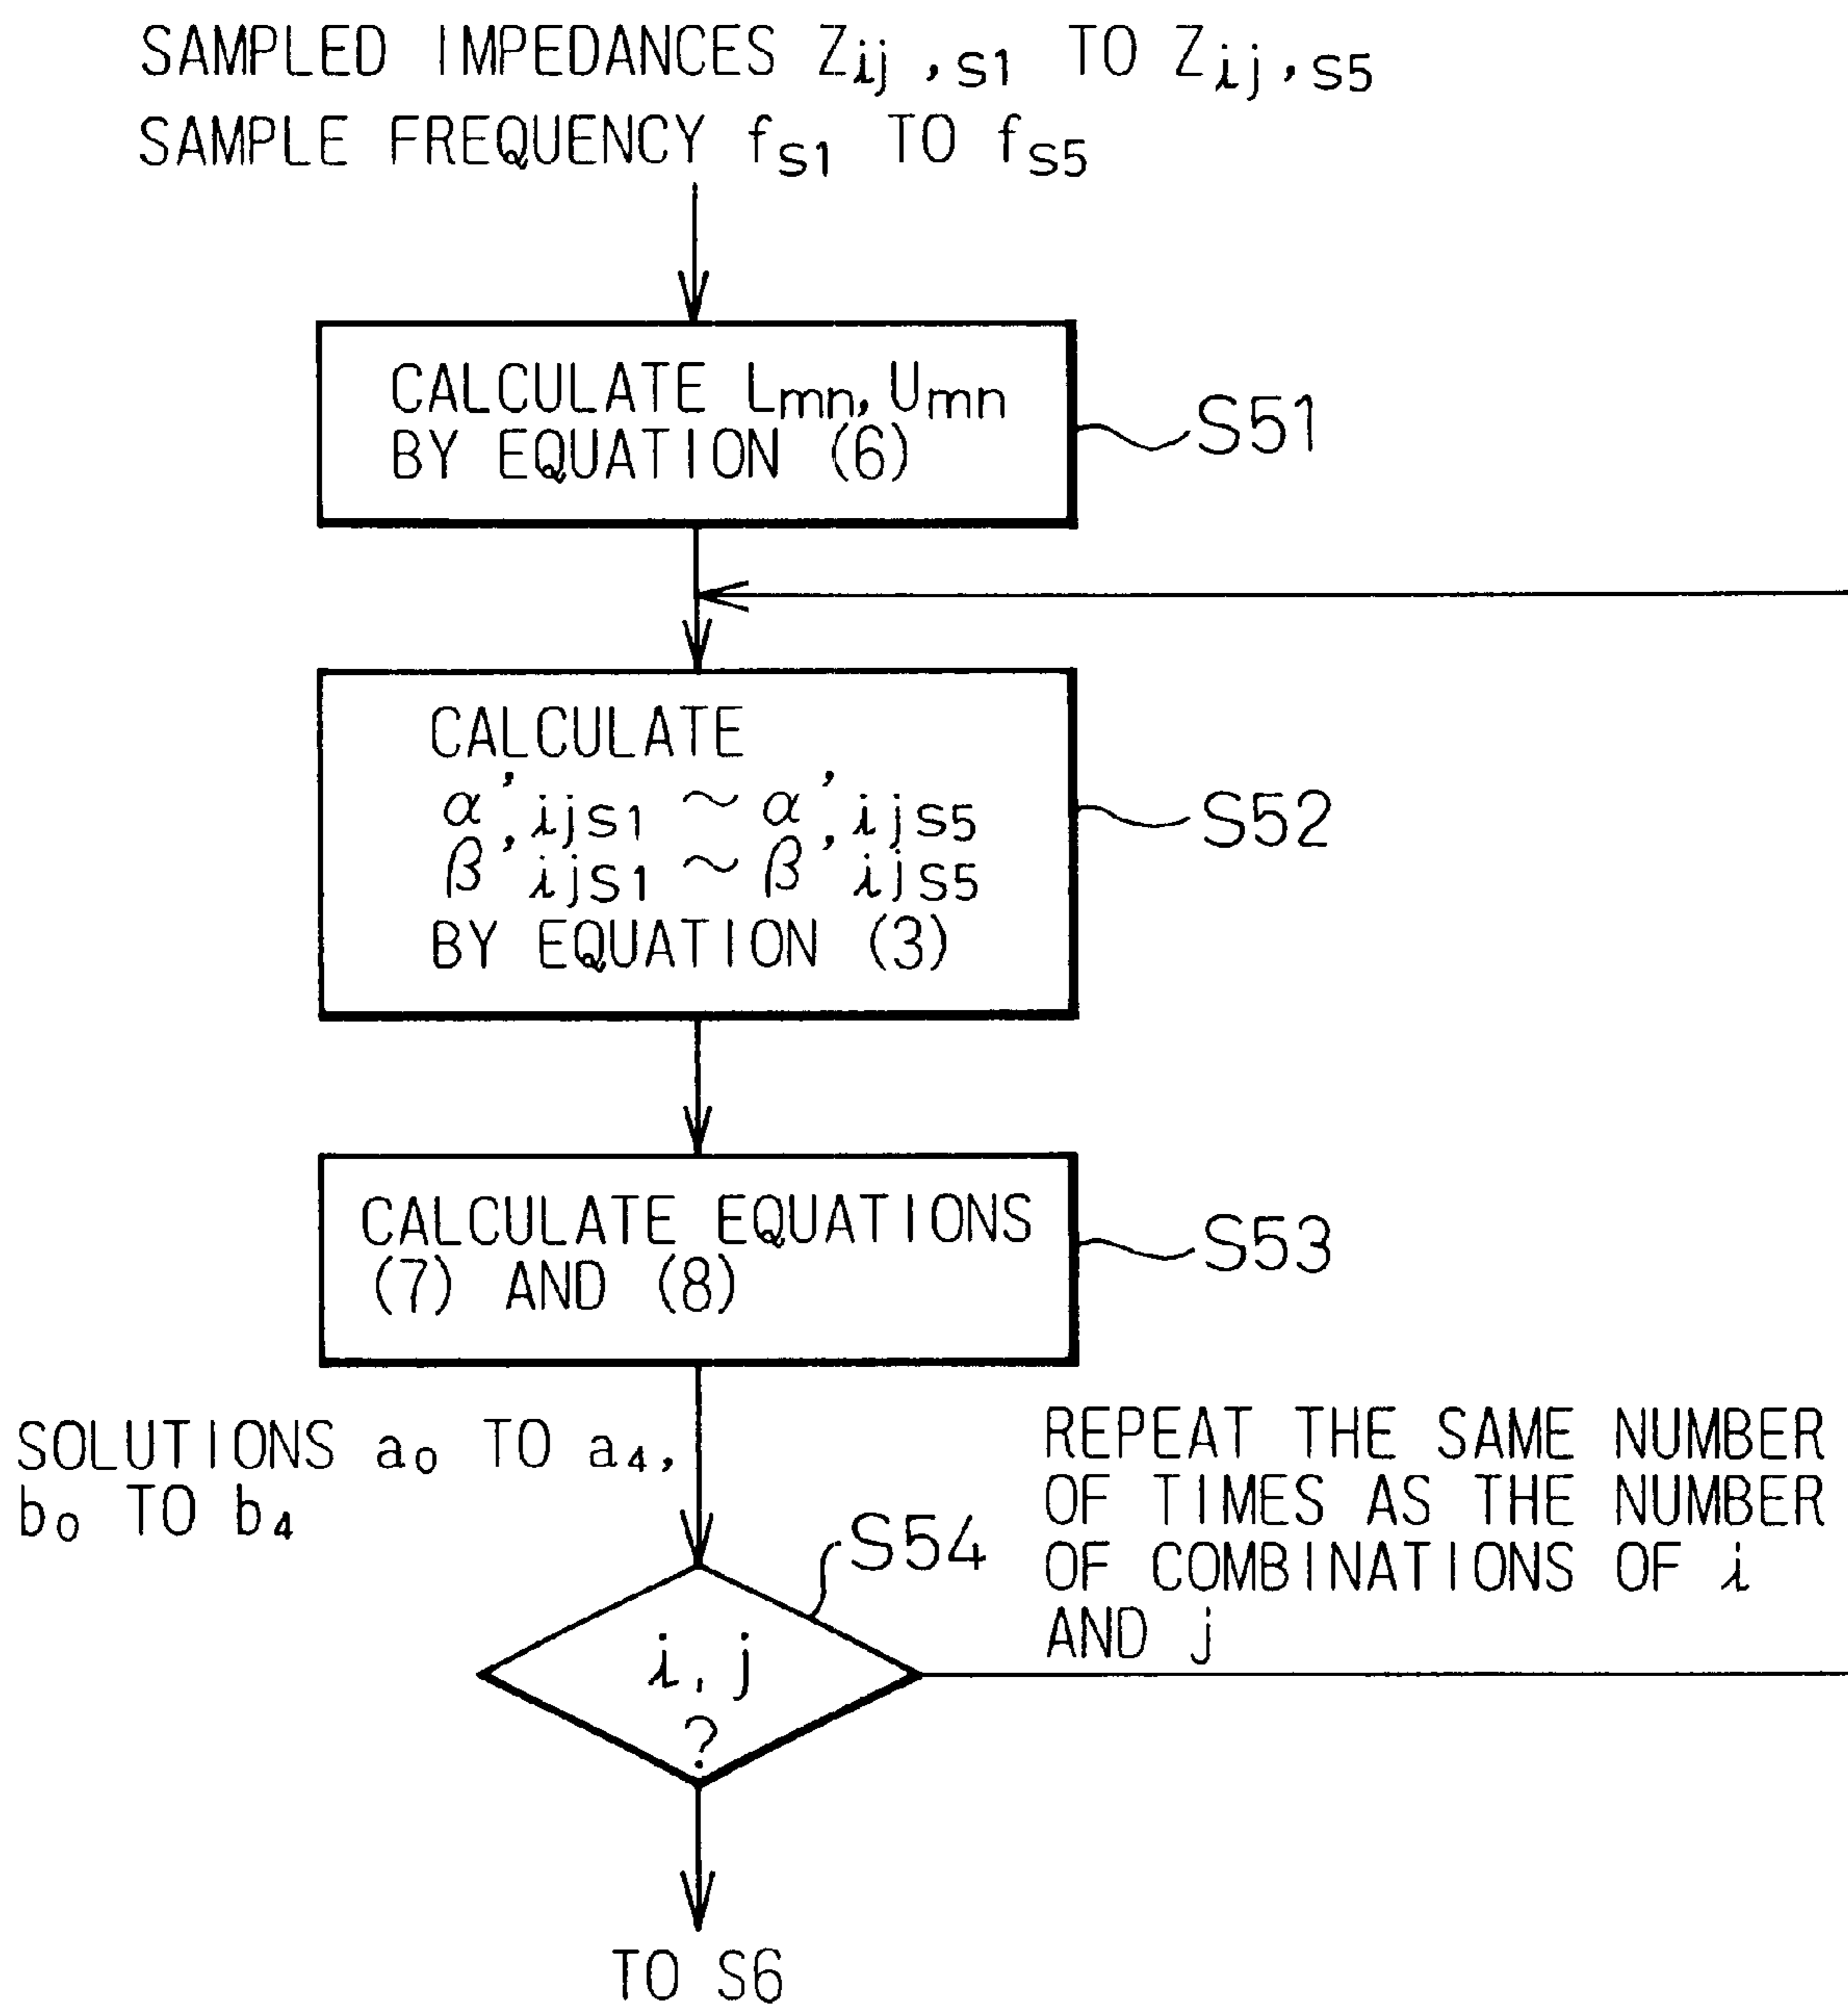 SAMPLED IMPEDANCES Zij,s1 TO Zij,s5
SAMPLE FREQUENCY fs1 TO fs5
CALCULATE Lmn, Umn
BY EQUATION (6)
S51
CALCULATE
α',ijs1 ~ α',ijs5
β'ijs1 ~ β'ijs5
BY EQUATION (3)
S52
CALCULATE EQUATIONS
(7) AND (8)
S53
SOLUTIONS a0 TO a4,
b0 TO b4
REPEAT THE SAME NUMBER
OF TIMES AS THE NUMBER
OF COMBINATIONS OF i
AND j
S54
i, j
?
TO S6